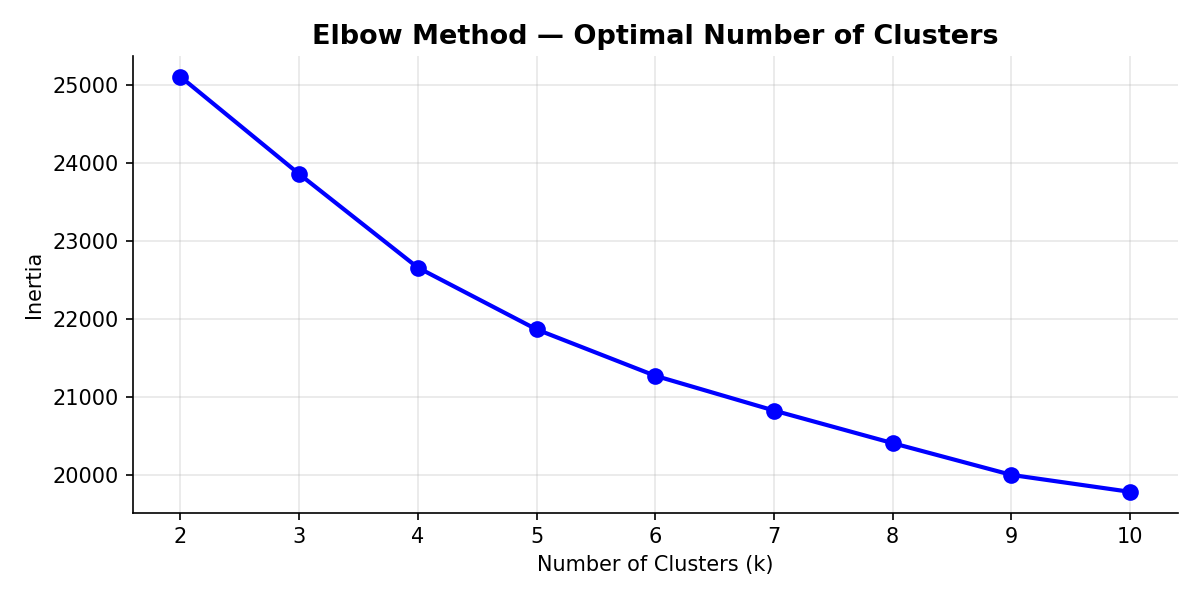 Elbow Method — Optimal Number of Clusters
25000
24000
23000
22000
21000
20000
Inertia
2 3 4 5 6 7 8 9 10
Number of Clusters (k)